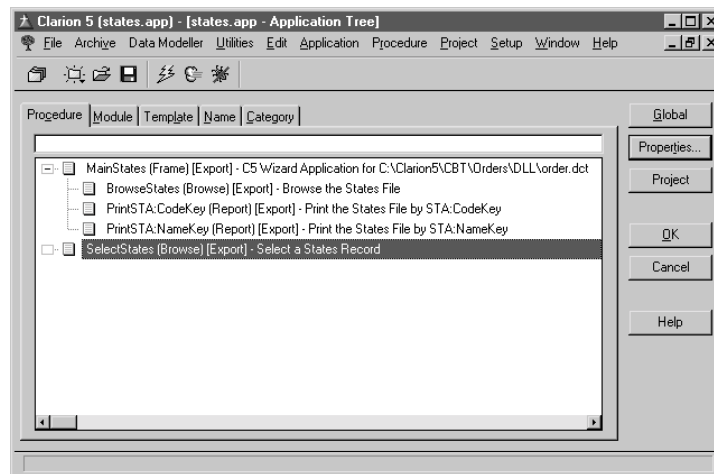 Clarion 5 (states.app) - [states.app - Application Tree]
File Archive Data Modeller Utilities Edit Application Procedure Project Setup Window Help
Procedure Module Template Name Category
Global
Properties...
MainStates (Frame) [Export] - C5 Wizard Application for C:\Clarion5\CBT\Orders\DLL\order.dct
BrowseStates (Browse) [Export] - Browse the States File
Project
PrintSTA:CodeKey (Report) [Export] - Print the States File by STA:CodeKey
PrintSTA:NameKey (Report) [Export] - Print the States File by STA:NameKey
OK
SelectStates (Browse) [Export] - Select a States Record
Cancel
Help